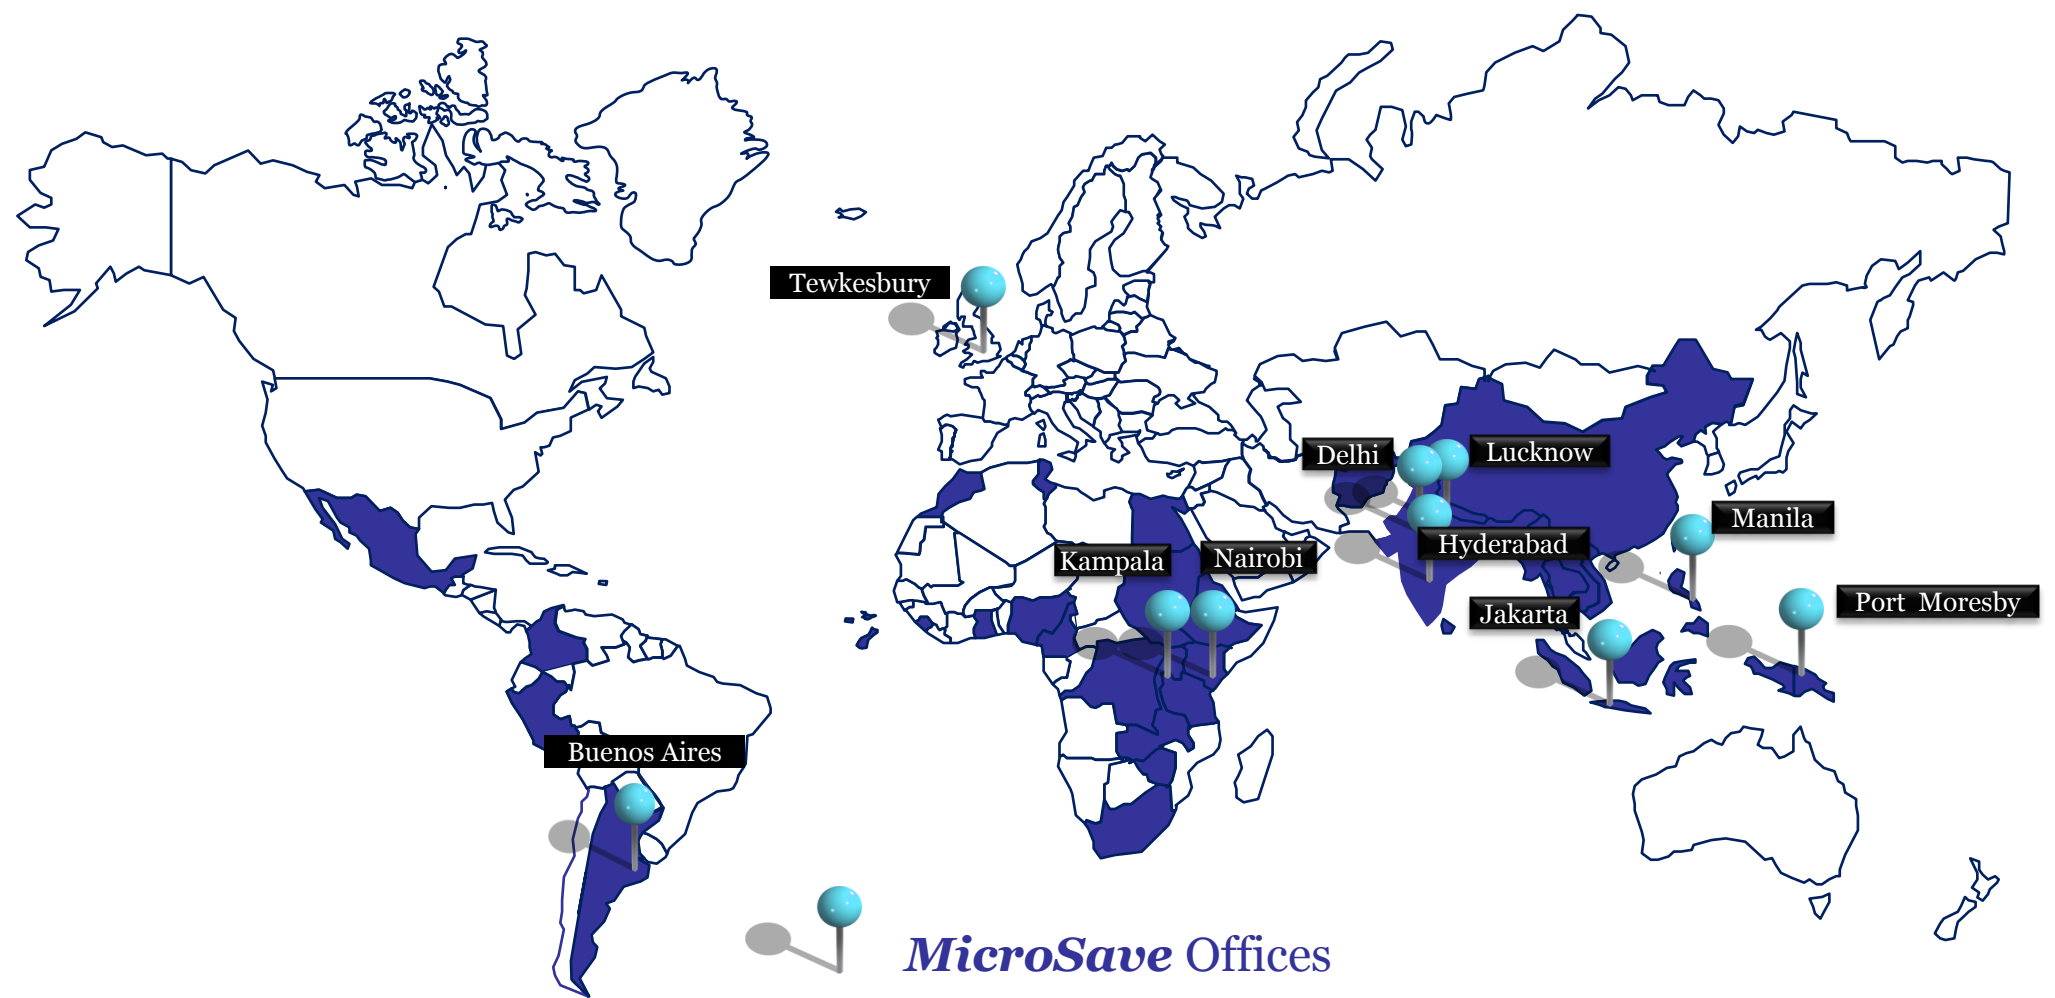 Tewkesbury
Delhi
Lucknow
Manila
Hyderabad
Kampala
Nairobi
Port Moresby
Jakarta
Buenos Aires
MicroSave Offices